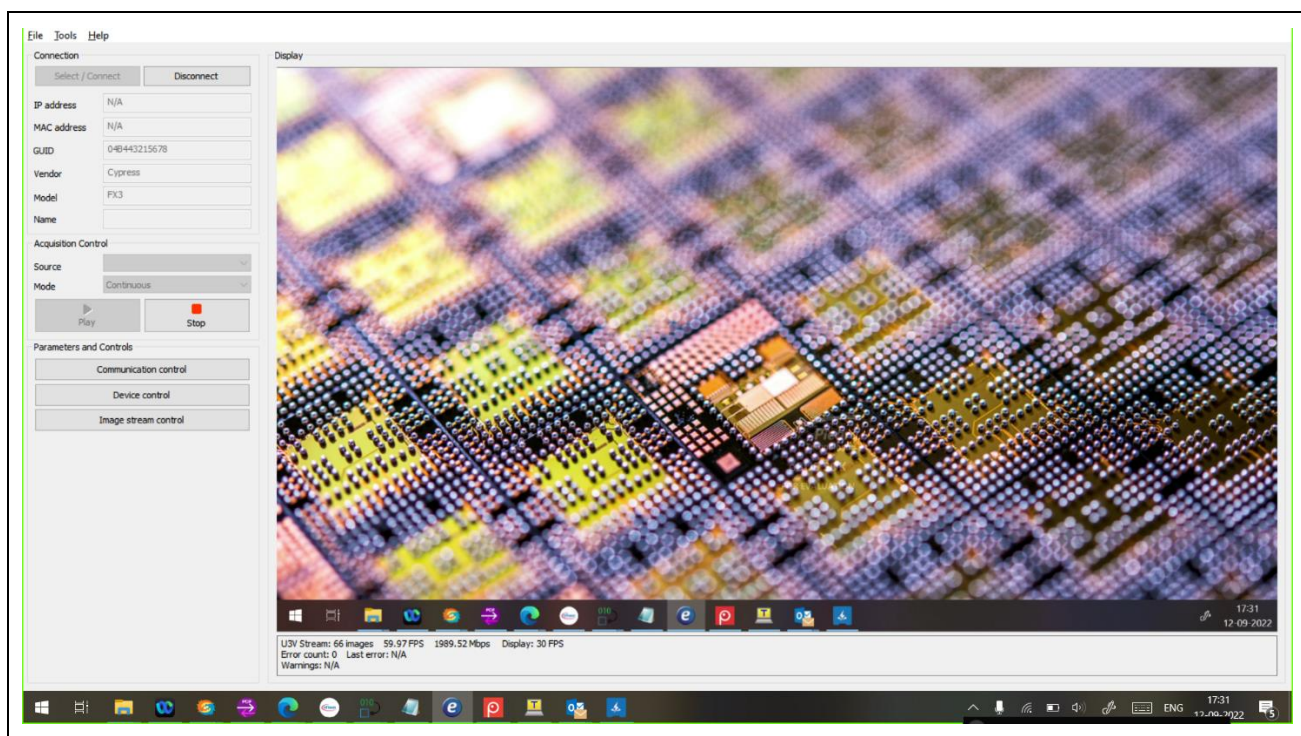 File Tools Help
Connection
Select / Connect Disconnect
IP address N/A
MAC address N/A
GUID 04B443215678
Vendor Cypress
Model FX3
Name
Acquisition Control
Source
Mode Continuous
Play Stop
Parameters and Controls
Communication control
Device control
Image stream control
Display
17:31
12-09-2022
U3V Stream: 66 images 59.97 FPS 1989.52 Mbps Display: 30 FPS
Error count: 0 Last error: N/A
Warnings: N/A
ENG 17:31
12-09-2022
5